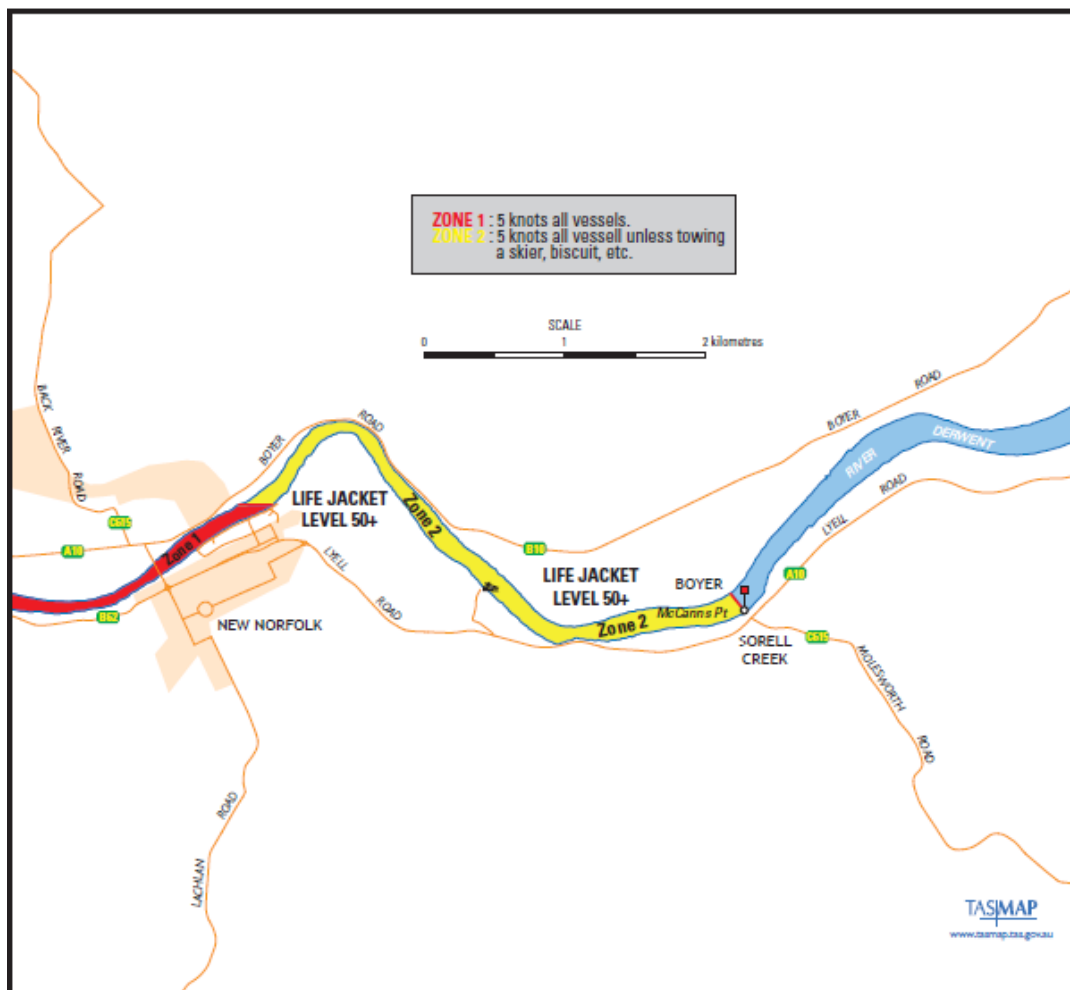 ZONE 1 : 5 knots all vessels.
ZONE 2 : 5 knots all vessell unless towing
a skier, biscuit, etc.
SCALE
0 1 2 kilometres
BACK
RIVER
ROAD
BOYER
ROAD
BOYER
ROAD
RIVER
DERWENT
ROAD
LYELL
LIFE JACKET
LEVEL 50+
Zone 2
C615
A10
Zone 1
B62
NEW NORFOLK
LYELL
ROAD
B10
LIFE JACKET
LEVEL 50+
BOYER
A10
McCanns Pt
Zone 2
SORELL
CREEK
C615
MOLESWORTH
ROAD
ROAD
LACHLAN
TASMAP
www.tasmap.tas.gov.au